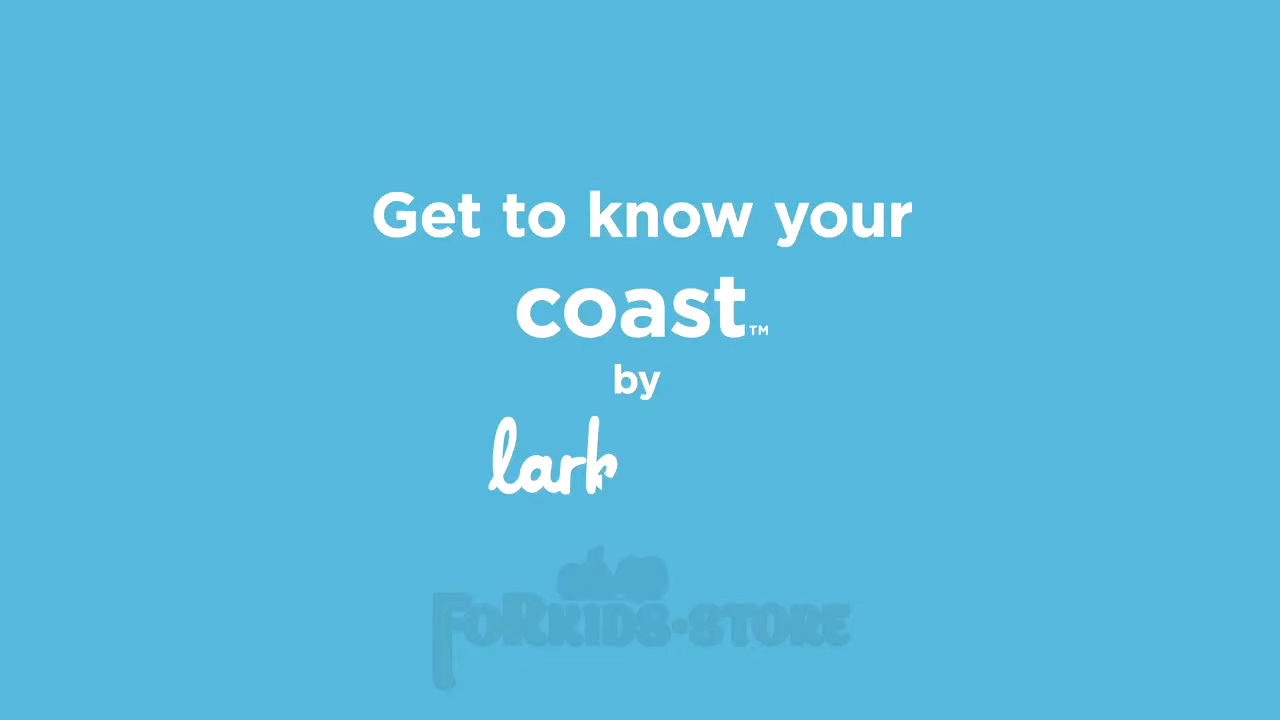 Get to know your
coast™
by
lark
FORKIDS•STORE